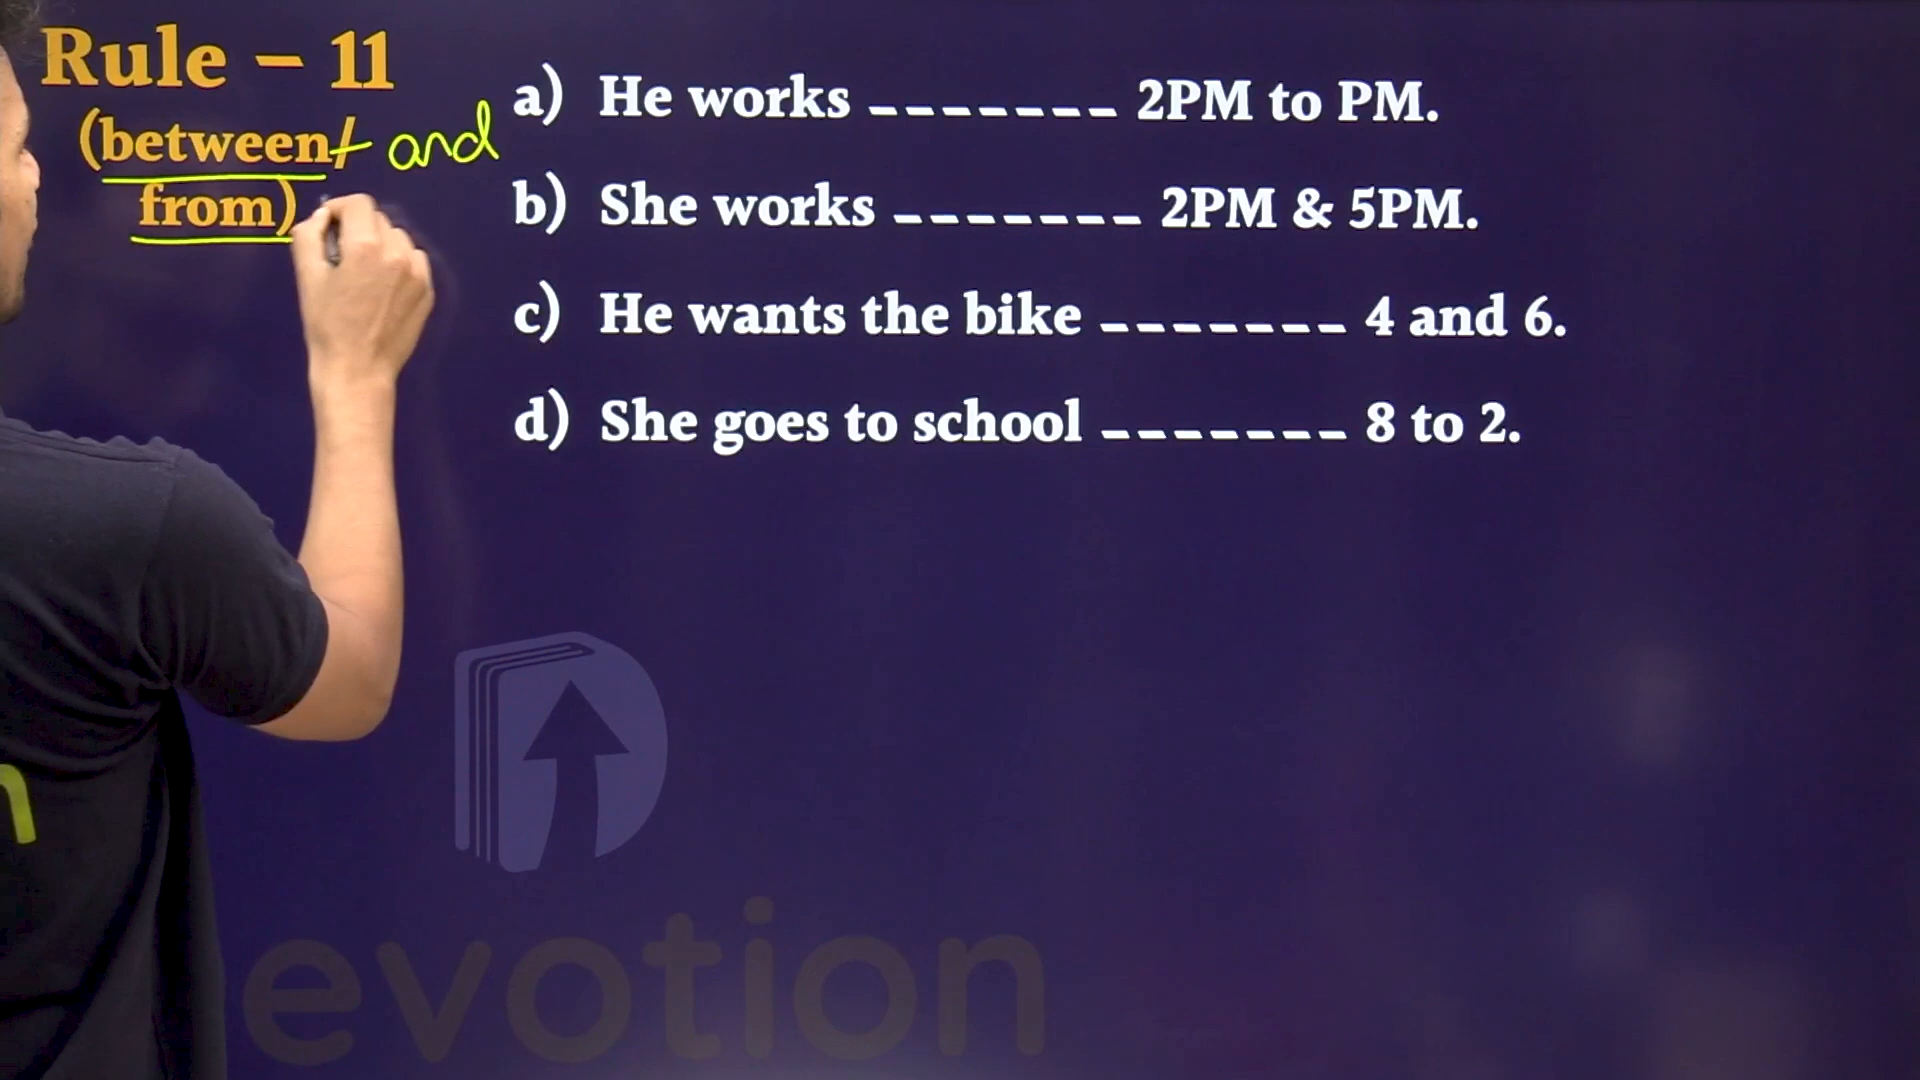 Rule – 11
(between/ and
from)
a) He works _______ 2PM to PM.
b) She works _______ 2PM & 5PM.
c) He wants the bike _______ 4 and 6.
d) She goes to school _______ 8 to 2.
evotion
n